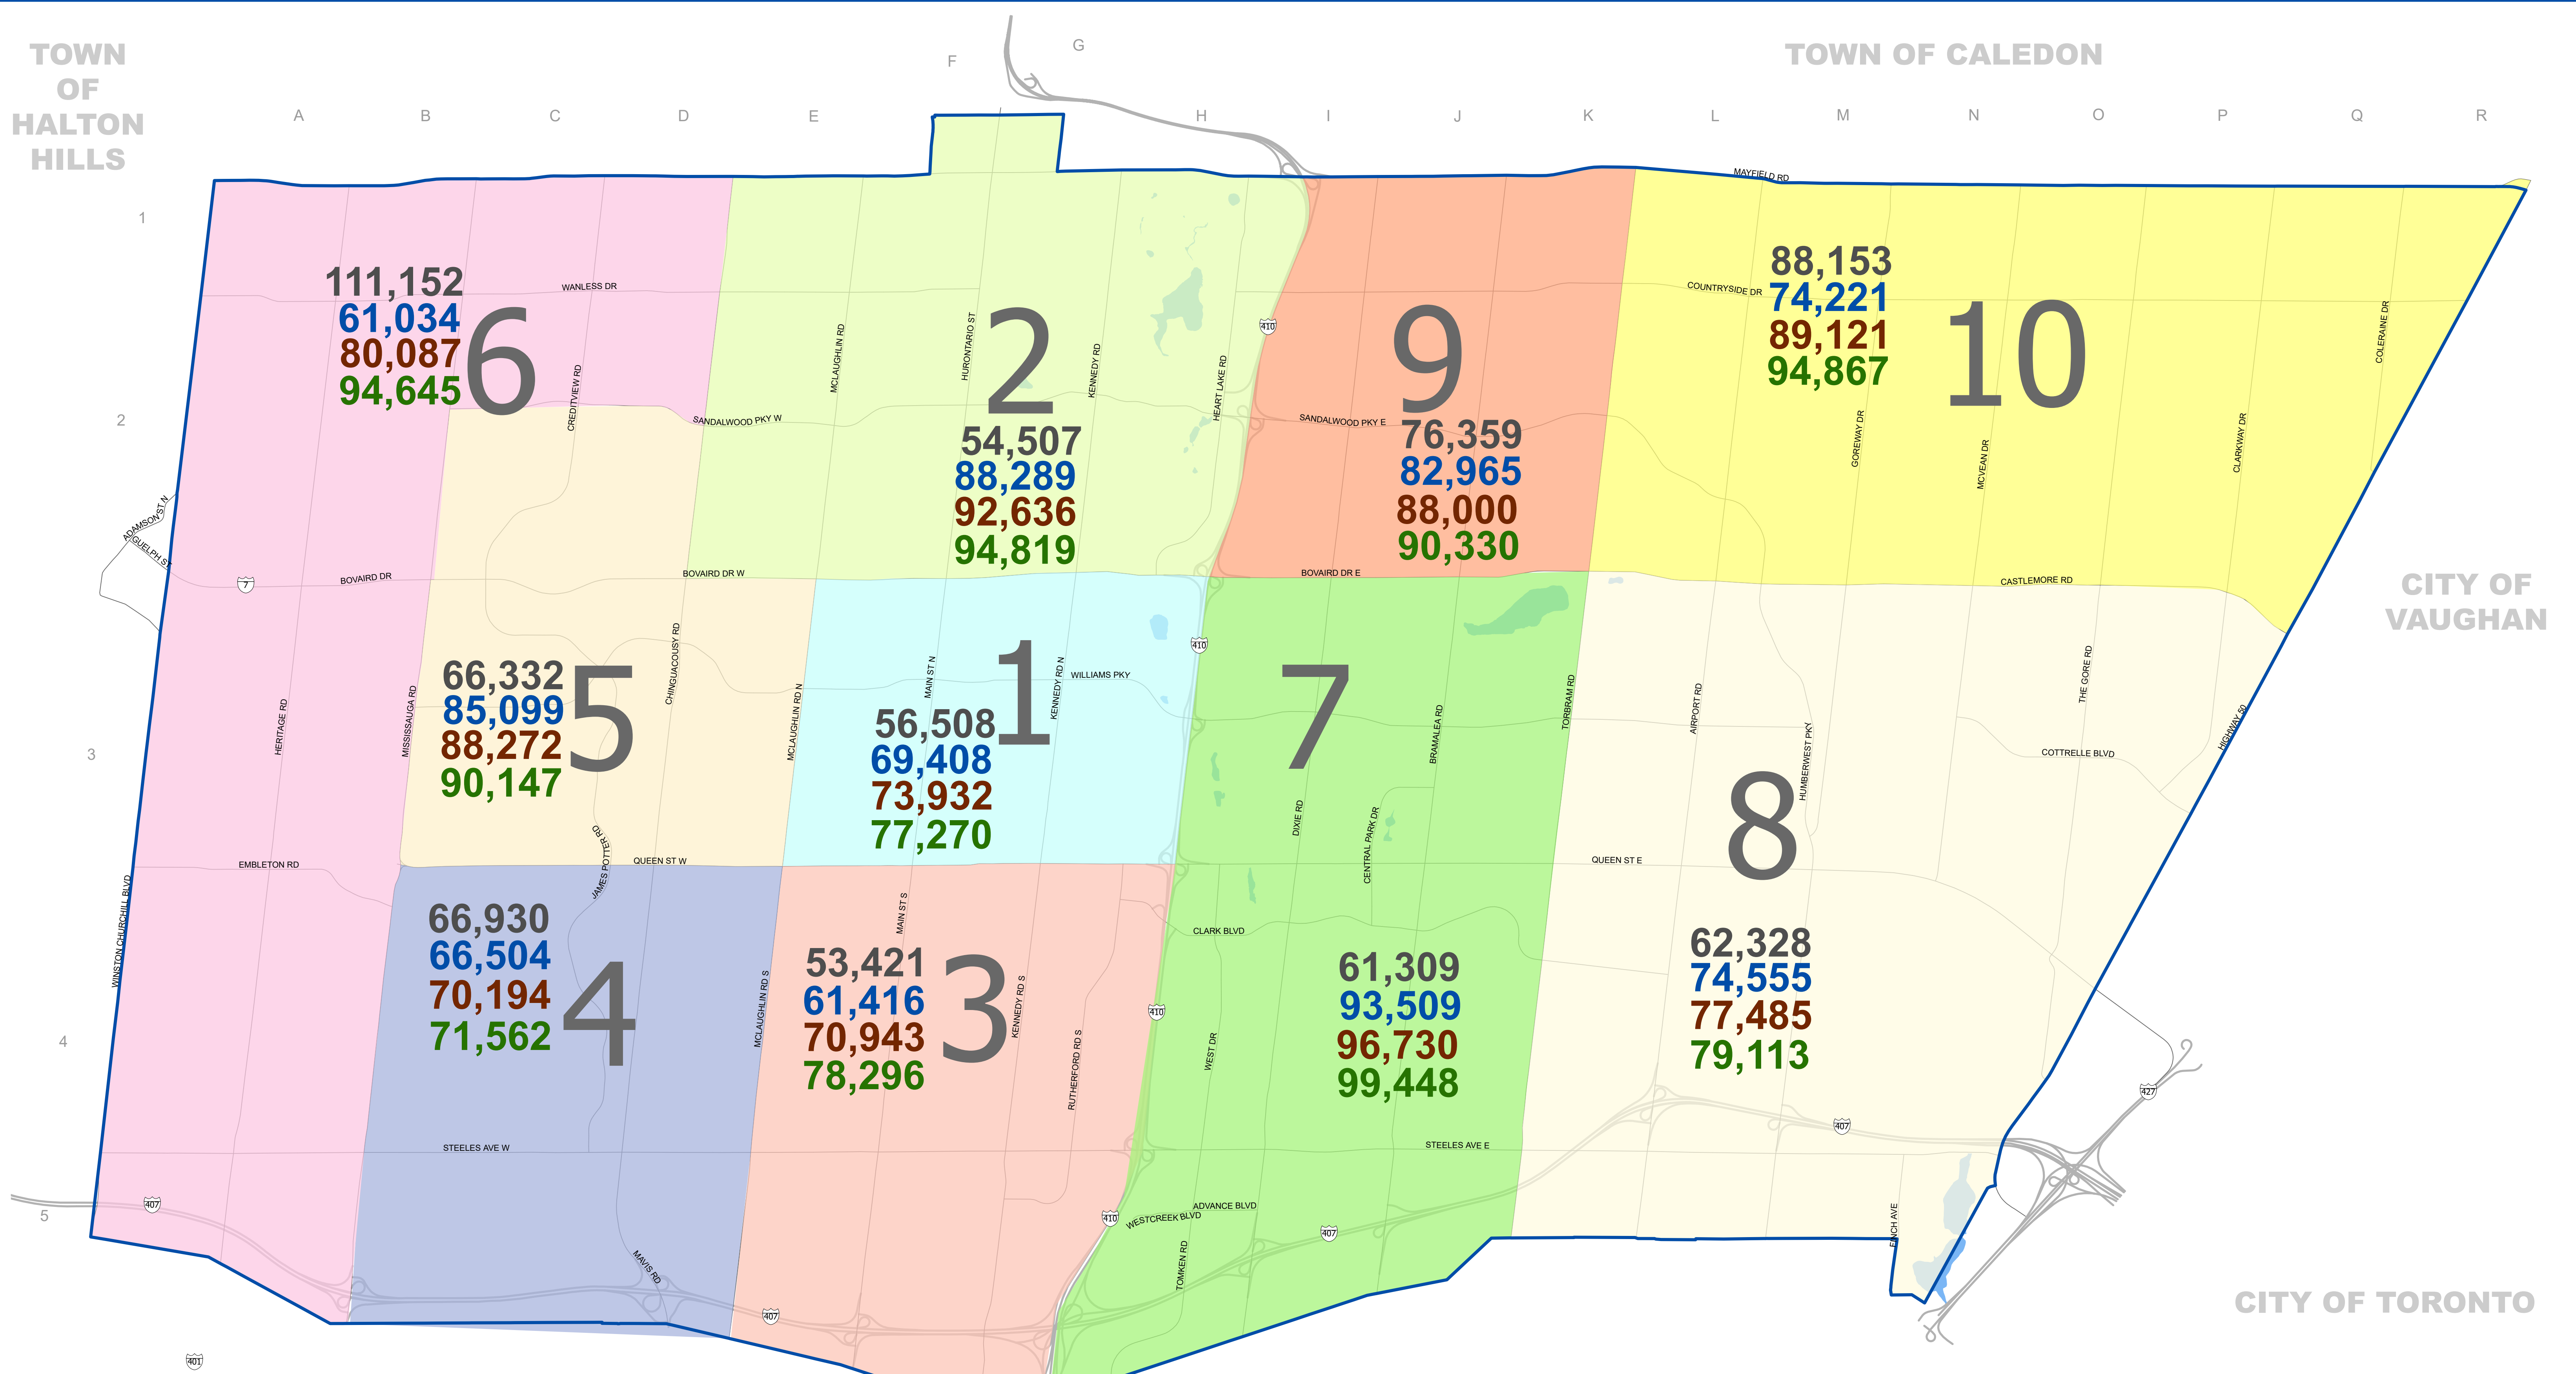 TOWN
OF
HALTON
HILLS
TOWN OF CALEDON
F
G
A
B
C
D
E
H
I
J
K
L
M
N
O
P
Q
R
1
2
3
4
5
MAYFIELD RD
111,152
61,034
80,087
94,645
6
WANLESS DR
CREDITVIEW RD
MCLAUGHLIN RD
HURONTARIO ST
2
KENNEDY RD
HEART LAKE RD
410
SANDALWOOD PKY W
54,507
88,289
92,636
94,819
9
SANDALWOOD PKY E
76,359
82,965
88,000
90,330
88,153
74,221
89,121
94,867
10
COUNTRYSIDE DR
GOREWAY DR
MCVEAN DR
CLARKWAY DR
COLERAINE DR
ADAMSON ST N
GUELPH ST
7
BOVAIRD DR
BOVAIRD DR W
BOVAIRD DR E
CASTLEMORE RD
CITY OF
VAUGHAN
HERITAGE RD
MISSISSAUGA RD
66,332
85,099
88,272
90,147
5
CHINGUACOUSY RD
JAMES POTTER RD
MCLAUGHLIN RD N
MAIN ST N
1
KENNEDY RD N
WILLIAMS PKY
56,508
69,408
73,932
77,270
410
7
DIXIE RD
CENTRAL PARK DR
BRAMALEA RD
TORBRAM RD
AIRPORT RD
HUMBERWEST PKY
8
THE GORE RD
COTTRELLE BLVD
HIGHWAY 50
EMBLETON RD
QUEEN ST W
QUEEN ST E
WINSTON CHURCHILL BLVD
66,930
66,504
70,194
71,562
4
MCLAUGHLIN RD S
MAIN ST S
53,421
61,416
70,943
78,296
3
KENNEDY RD S
RUTHERFORD RD S
410
CLARK BLVD
WEST DR
61,309
93,509
96,730
99,448
62,328
74,555
77,485
79,113
STEELES AVE W
STEELES AVE E
407
427
407
MAVIS RD
407
410
WESTCREEK BLVD
ADVANCE BLVD
TOMKEN RD
407
FINCH AVE
401
CITY OF TORONTO